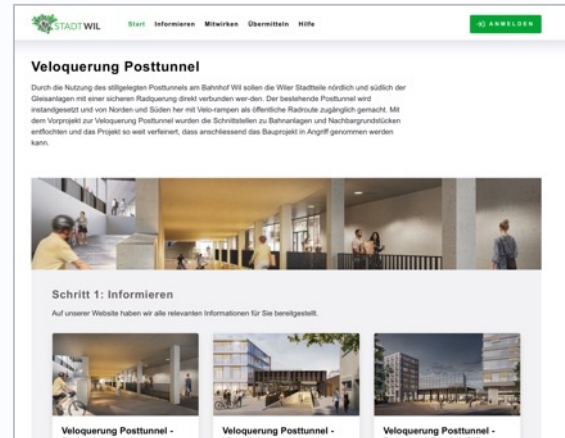 STADT WIL
Start Informieren Mitwirken Übermitteln Hilfe
ANMELDEN
Veloquerung Posttunnel
Durch die Nutzung des stillgelegten Posttunnels am Bahnhof Wil sollen die Wiler Stadtteile nördlich und südlich der
Gleisanlagen mit einer sicheren Radquerung direkt verbunden wer-den. Der bestehende Posttunnel wird
instandgesetzt und von Norden und Süden her mit Velo-rampen als öffentliche Radroute zugänglich gemacht. Mit
dem Vorprojekt zur Veloquerung Posttunnel wurden die Schnittstellen zu Bahnanlagen und Nachbargrundstücken
entflochten und das Projekt so weit verfeinert, dass anschliessend das Bauprojekt in Angriff genommen werden
kann.
Schritt 1: Informieren
Auf unserer Website haben wir alle relevanten Informationen für Sie bereitgestellt.
Veloquerung Posttunnel - Veloquerung Posttunnel - Veloquerung Posttunnel -